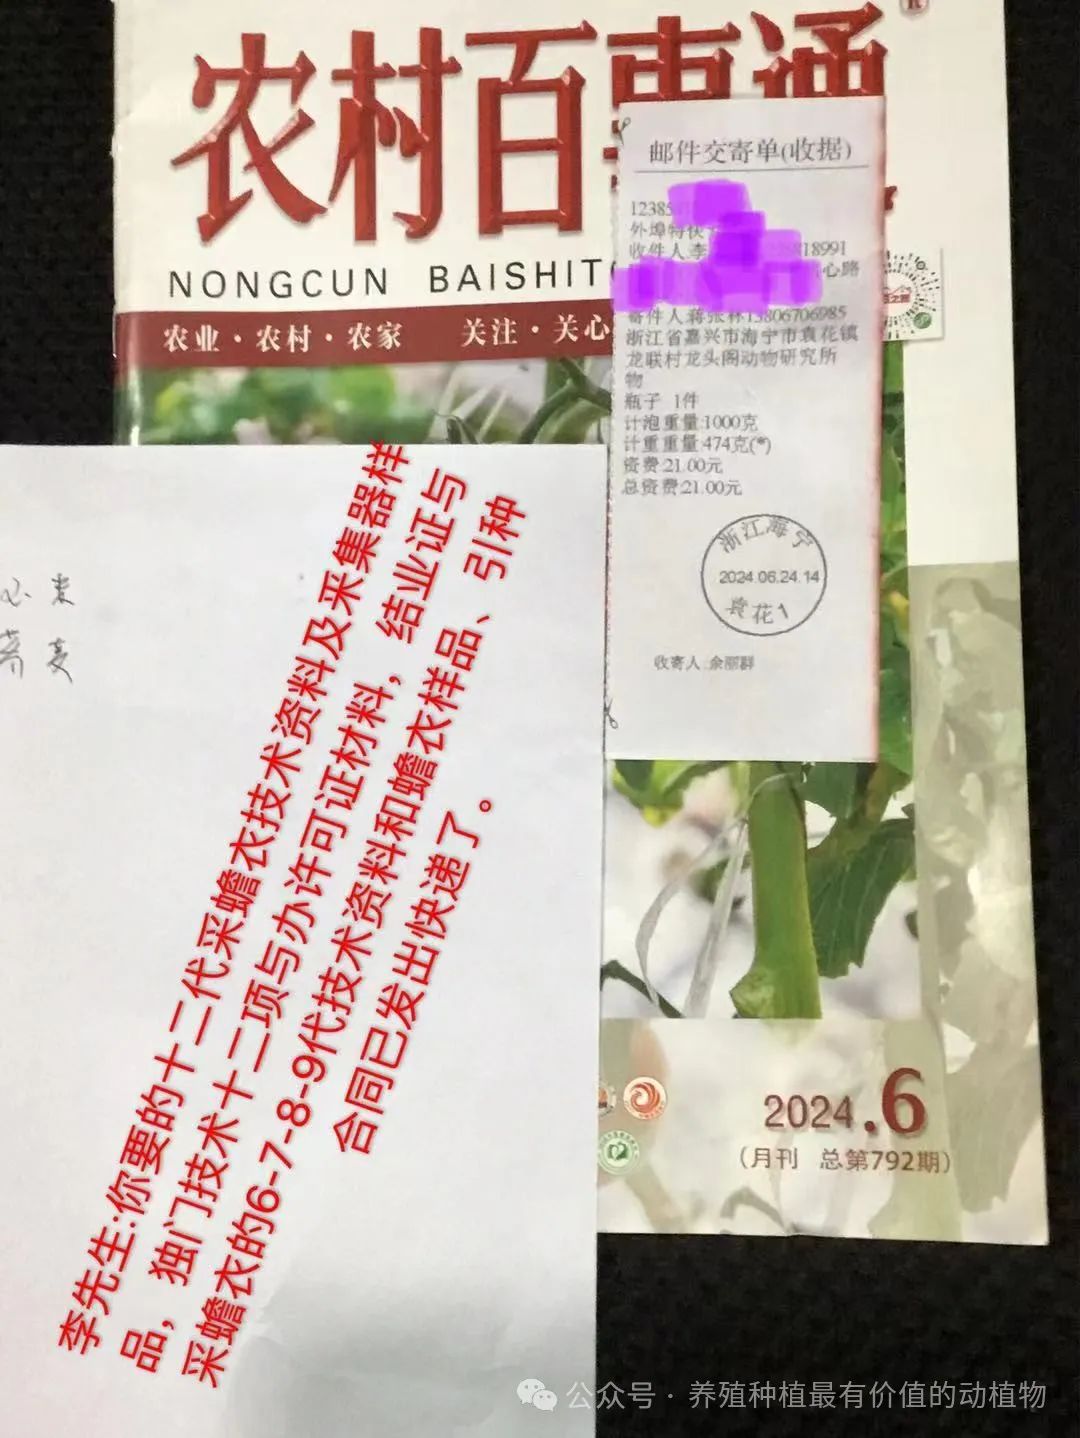 农村百事通
R
NONGCUN BAISHIT
农业·农村·农家 关注·关心
邮件交寄单(收据)
12385
外埠特快
收件人李 818991
心路
寄件人蒋张林13806706985
浙江省嘉兴市海宁市袁花镇
龙联村龙头阁动物研究所
物
瓶子 1件
计泡重量:1000克
计重重量:474克(*)
资费:21.00元
总资费:21.00元
浙江海宁
2024.06.24.14
袁花1
收寄人:余丽群
李先生:你要的十二代采蟾衣技术资料及采集器样
品，独门技术十二项与办许可证材料，结业证与
采蟾衣的6-7-8-9代技术资料和蟾衣样品、引种
合同已发出快递了。
2024.6
(月刊 总第792期)
公众号·养殖种植最有价值的动植物